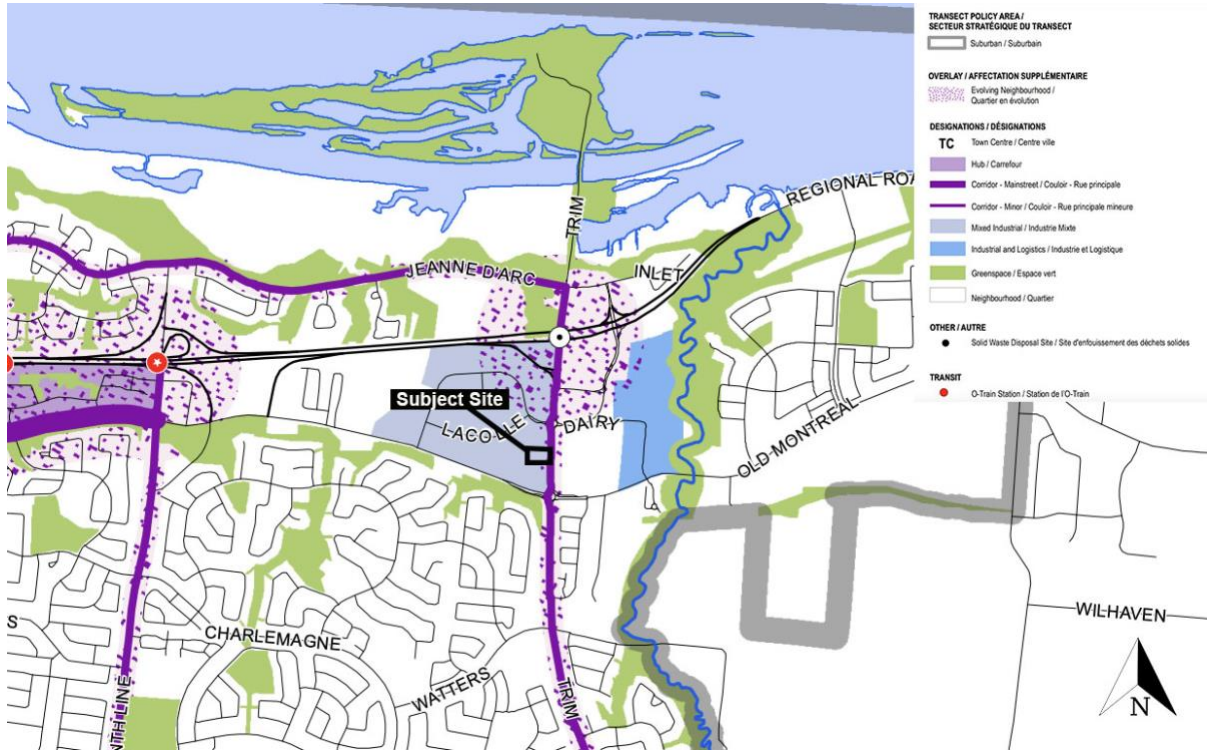 TRANSECT POLICY AREA /
SECTEUR STRATÉGIQUE DU TRANSECT
Suburban / Suburbain
OVERLAY / AFFECTATION SUPPLÉMENTAIRE
Evolving Neighbourhood /
Quartier en évolution
DESIGNATIONS / DÉSIGNATIONS
TC Town Centre / Centre ville
Hub / Carrefour
Corridor - Mainstreet / Couloir - Rue principale
Corridor - Minor / Couloir - Rue principale mineure
Mixed Industrial / Industrie Mixte
Industrial and Logistics / Industrie et Logistique
Greenspace / Espace vert
Neighbourhood / Quartier
OTHER / AUTRE
Solid Waste Disposal Site / Site d'enfouissement des déchets solides
TRANSIT
O-Train Station / Station de l'O-Train
REGIONAL ROA
TRIM
INLET
JEANNE D'ARC
Subject Site
LACOLLE
DAIRY
OLD MONTREAL
WILHAVEN
S
CHARLEMAGNE
WATTERS
TRIM
NTH LINE
N